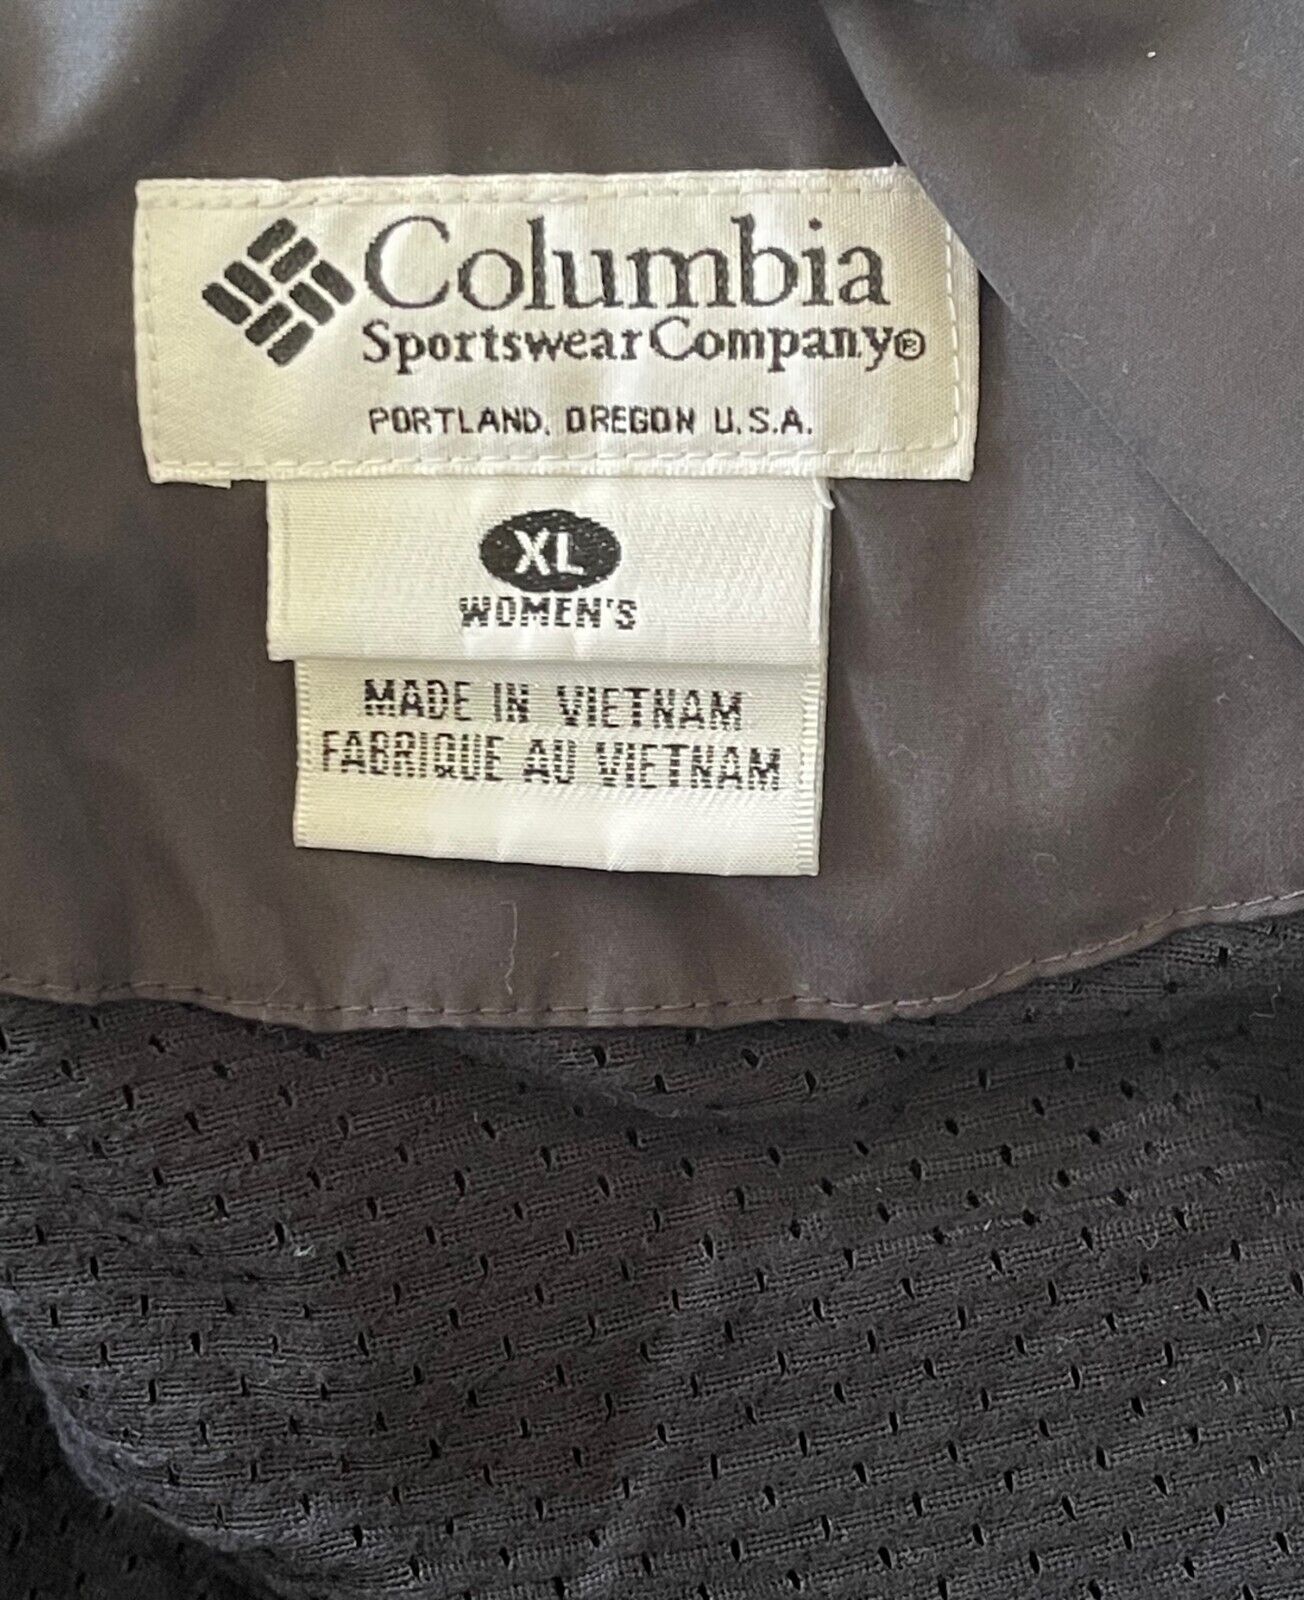 Columbia
Sportswear Company®
PORTLAND, OREGON U.S.A.
XL
WOMEN'S
MADE IN VIETNAM
FABRIQUE AU VIETNAM